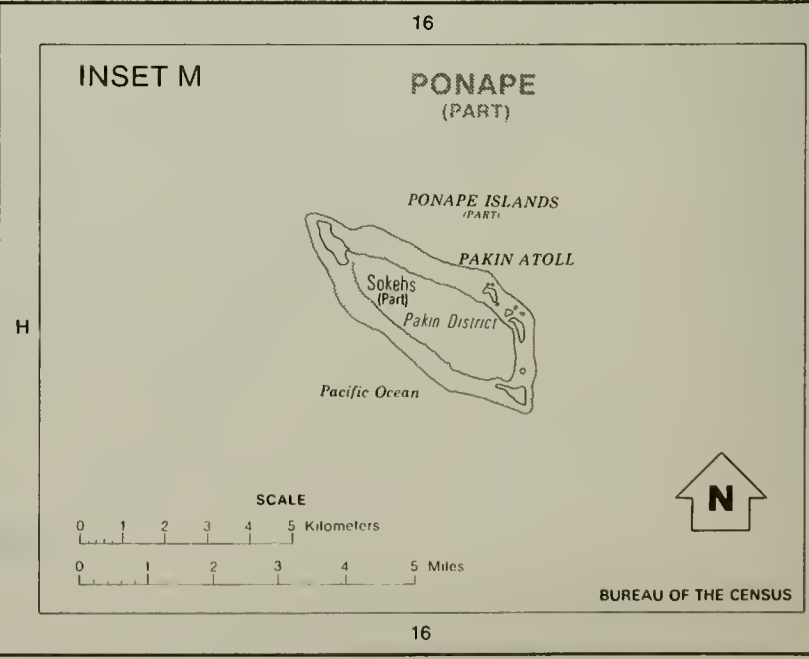 16
INSET M
PONAPE
(PART)
PONAPE ISLANDS
(PART)
PAKIN ATOLL
Sokehs
(Part)
Pakin District
H
Pacific Ocean
N
SCALE
0 1 2 3 4 5 Kilometers
0 1 2 3 4 5 Miles
BUREAU OF THE CENSUS
16